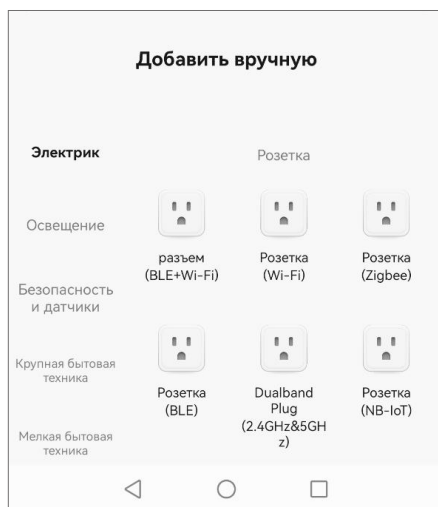 Добавить вручную
Электрик
Розетка
Освещение
Безопасность
и датчики
Крупная бытовая
техника
Мелкая бытовая
техника
разъем
(BLE+Wi-Fi)
Розетка
(Wi-Fi)
Розетка
(Zigbee)
Розетка
(BLE)
Dualband
Plug
(2.4GHz&5GH
z)
Розетка
(NB-IoT)